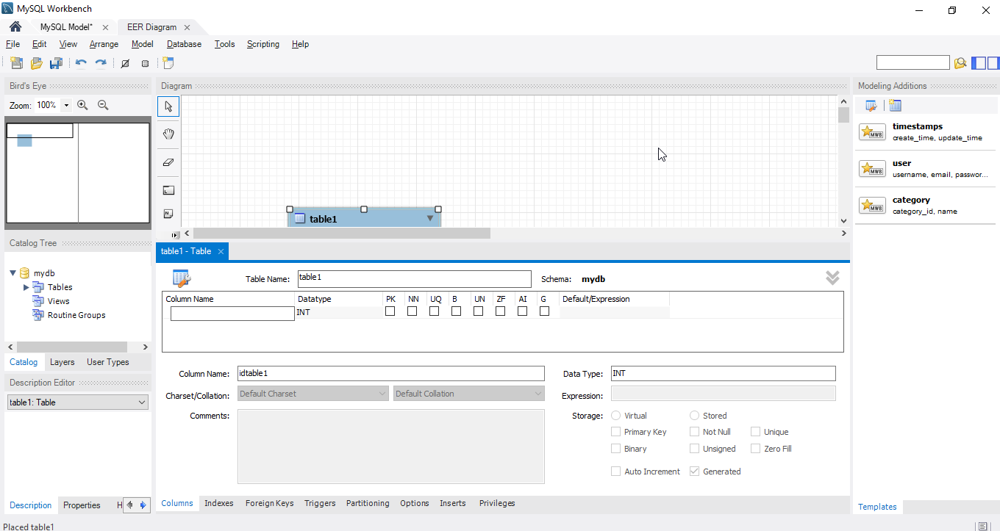 MySQL Workbench
MySQL Model* EER Diagram
File Edit View Arrange Model Database Tools Scripting Help
Bird's Eye
Zoom: 100%
Catalog Tree
mydb
Tables
Views
Routine Groups
Catalog Layers User Types
Description Editor
table1: Table
Description Properties H
Diagram
table1
table1 - Table
Table Name: table1 Schema: mydb
Column Name Datatype PK NN UQ B UN ZF AI G Default/Expression
INT
Column Name: idtable1 Data Type: INT
Charset/Collation: Default Charset Default Collation Expression:
Comments: Storage: Virtual Stored
Primary Key Not Null Unique
Binary Unsigned Zero Fill
Auto Increment Generated
Columns Indexes Foreign Keys Triggers Partitioning Options Inserts Privileges
Modeling Additions
MWB timestamps
create_time, update_time
MWB user
username, email, passwor...
MWB category
category_id, name
Templates
Placed table1